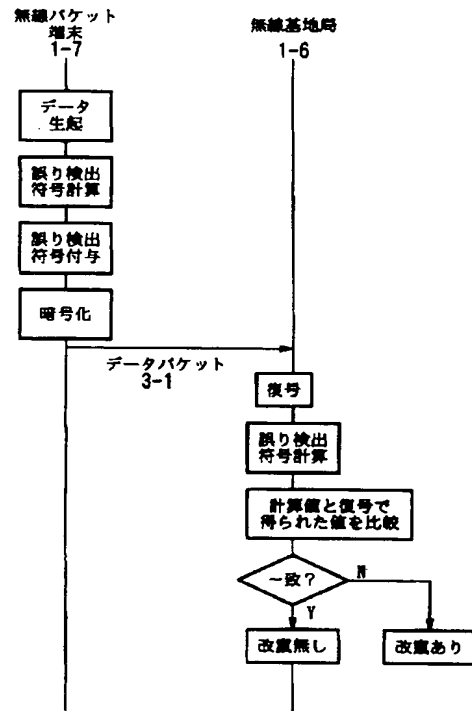 無線パケット
端末
1-7
無線基地局
1-6
データ
生起
誤り検出
符号計算
誤り検出
符号付与
暗号化
データパケット
3-1
復号
誤り検出
符号計算
計算値と復号で
得られた値を比較
一致?
N
Y
改竄無し
改竄あり